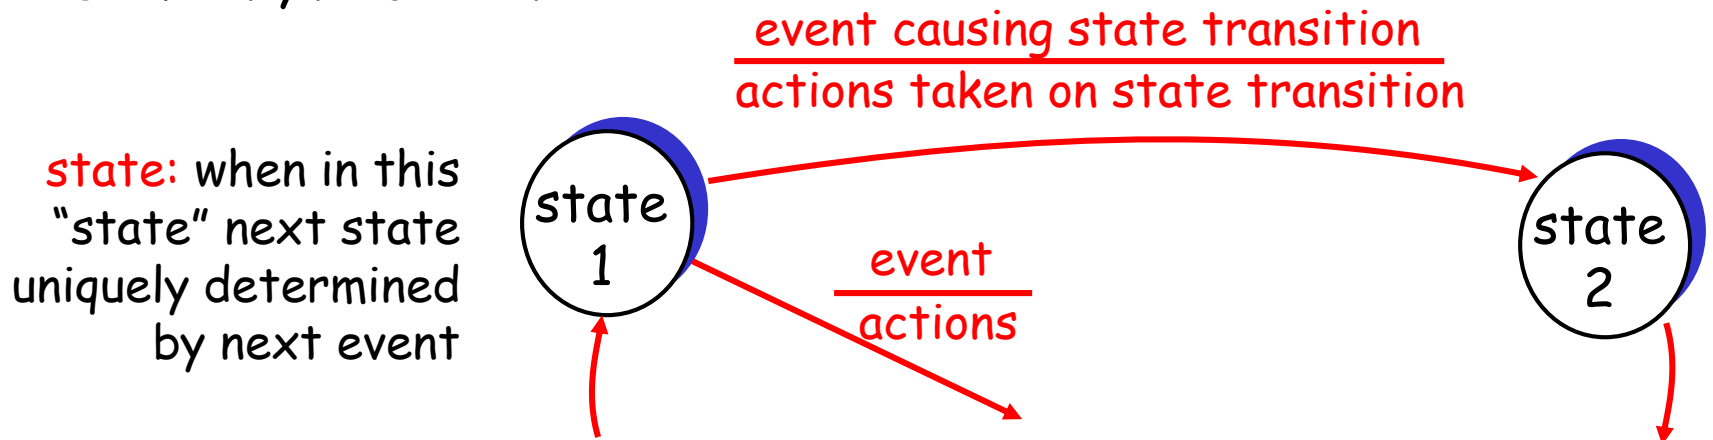 event causing state transition
actions taken on state transition
state: when in this
“state” next state
uniquely determined
by next event
state
1
event
actions
state
2